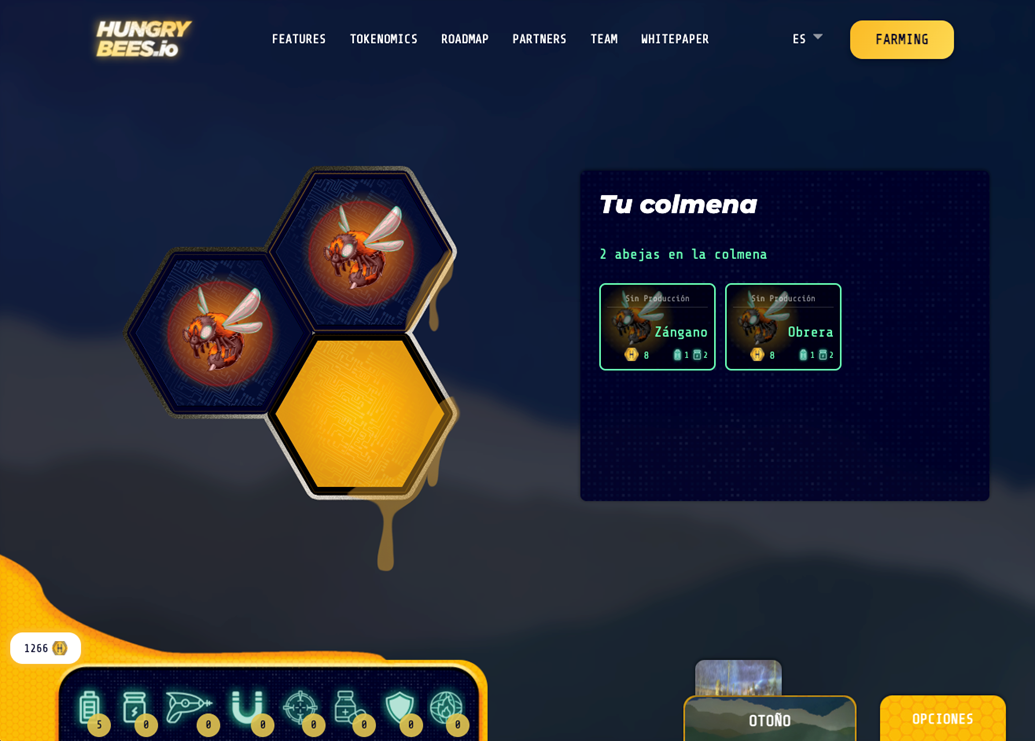 HUNGRY
BEES.io
FEATURES TOKENOMICS ROADMAP PARTNERS TEAM WHITEPAPER
ES
FARMING
Tu colmena
2 abejas en la colmena
Sin Producción Sin Producción
Zángano Obrera
H 8 1 2 H 8 1 2
1266 H
5 0 0 0 0 0 0 0
OTOÑO
OPCIONES